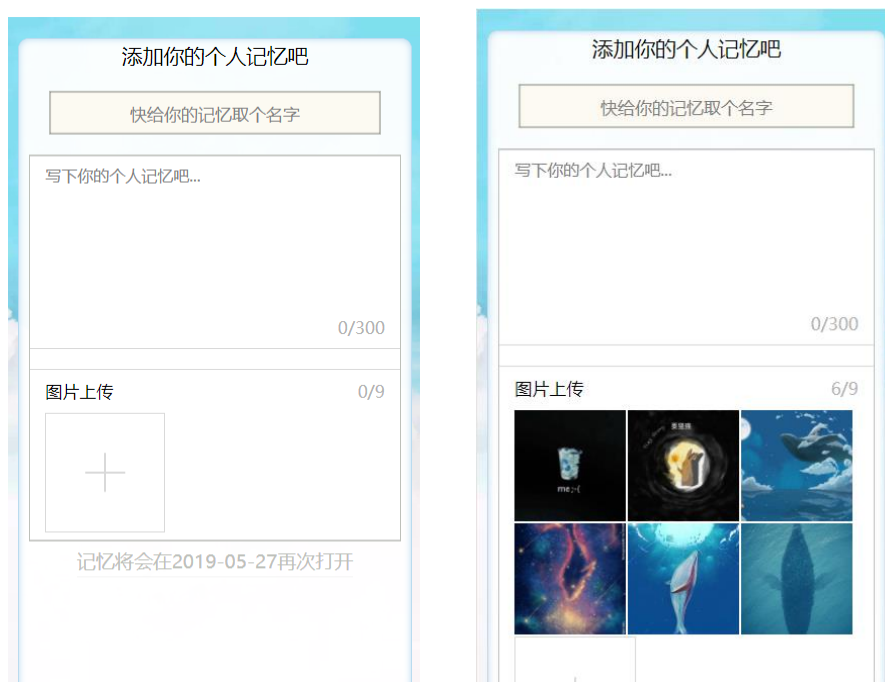 添加你的个人记忆吧
快给你的记忆取个名字
写下你的个人记忆吧...
0/300
图片上传 0/9
记忆将会在2019-05-27再次打开
添加你的个人记忆吧
快给你的记忆取个名字
写下你的个人记忆吧...
0/300
图片上传 6/9
me ;-(